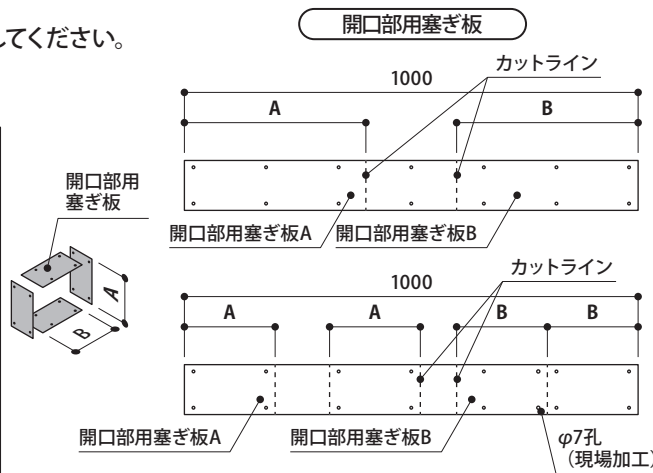 してください。
開口部用塞ぎ板
カットライン
1000
A
B
開口部用
塞ぎ板
開口部用塞ぎ板A
開口部用塞ぎ板B
A
B
カットライン
1000
A
A
B
B
開口部用塞ぎ板A
開口部用塞ぎ板B
φ7孔
（現場加工）